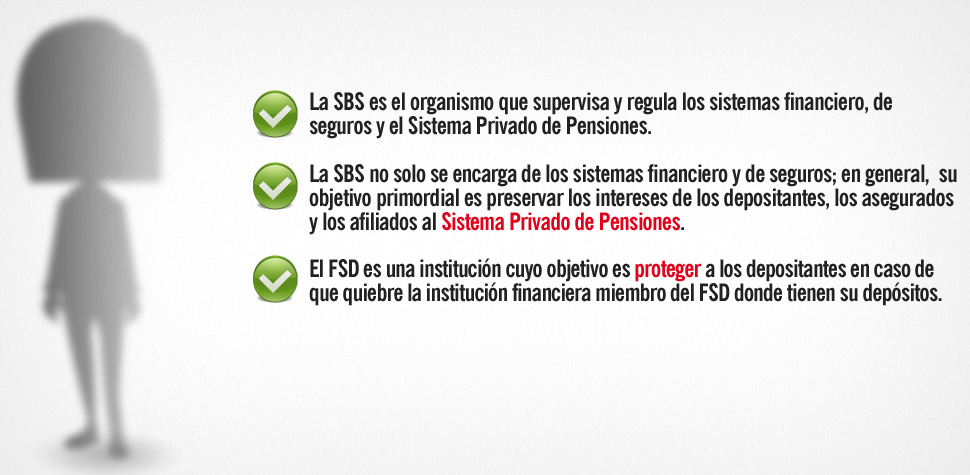 La SBS es el organismo que supervisa y regula los sistemas financiero, de
seguros y el Sistema Privado de Pensiones.
La SBS no solo se encarga de los sistemas financiero y de seguros; en general, su
objetivo primordial es preservar los intereses de los depositantes, los asegurados
y los afiliados al Sistema Privado de Pensiones.
El FSD es una institución cuyo objetivo es proteger a los depositantes en caso de
que quiebre la institución financiera miembro del FSD donde tienen su depósitos.